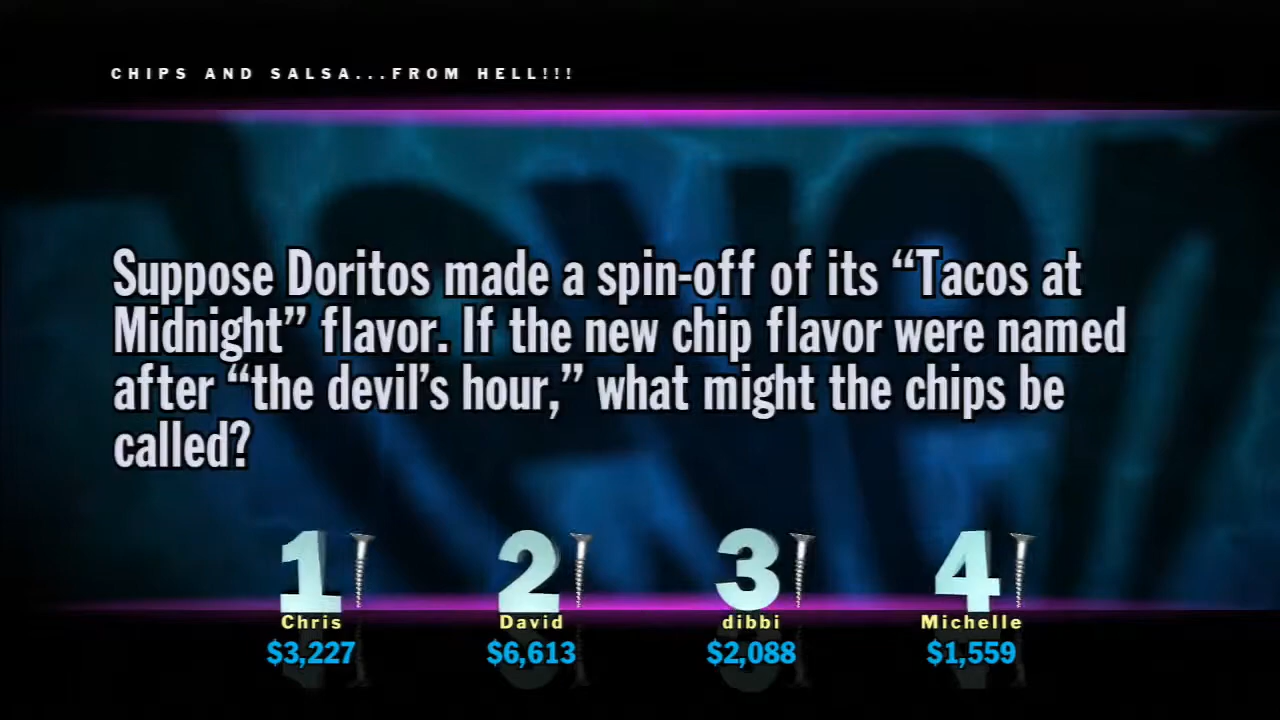 CHIPS AND SALSA...FROM HELL!!!
Suppose Doritos made a spin-off of its “Tacos at
Midnight” flavor. If the new chip flavor were named
after “the devil’s hour,” what might the chips be
called?
1 2 3 4
Chris David dibbi Michelle
$3,227 $6,613 $2,088 $1,559